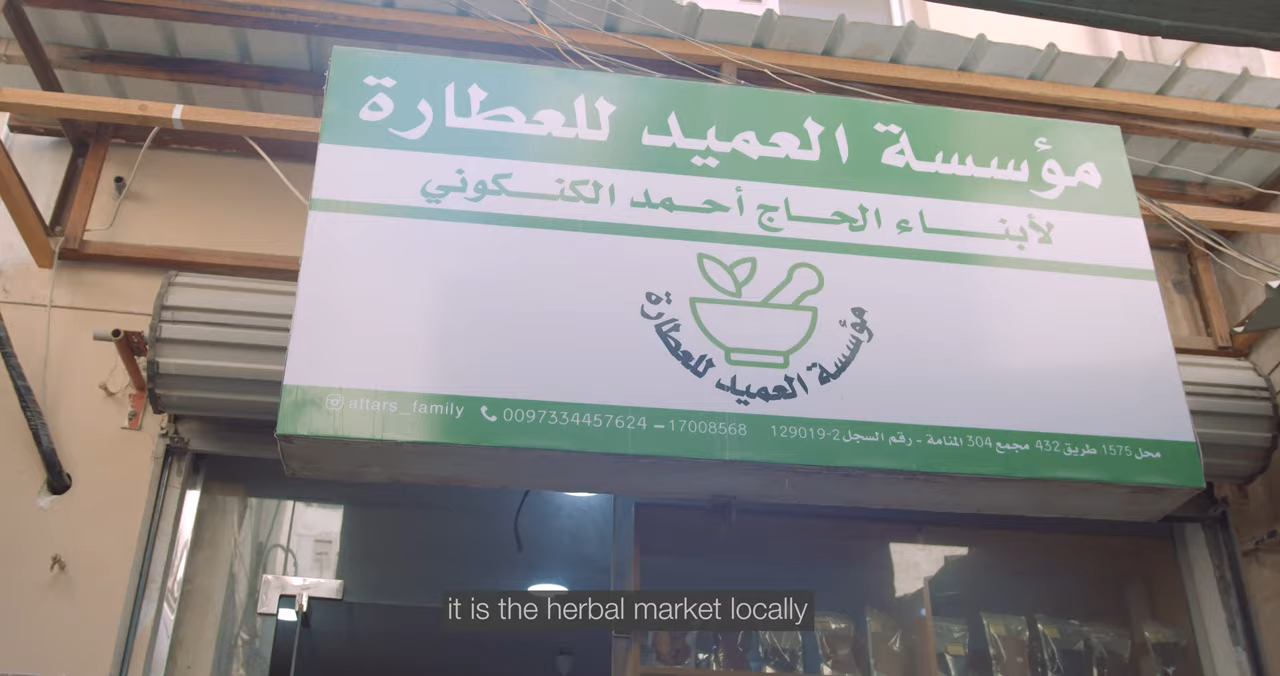 مؤسسة العميد للعطارة
لأبناء الحاج أحمد الكنكوني
مؤسسة العميد للعطارة
attars_family 0097334457624 – 17008568 محل 1575 طريق 432 مجمع 304 المنامة - رقم السجل 2-129019
it is the herbal market locally